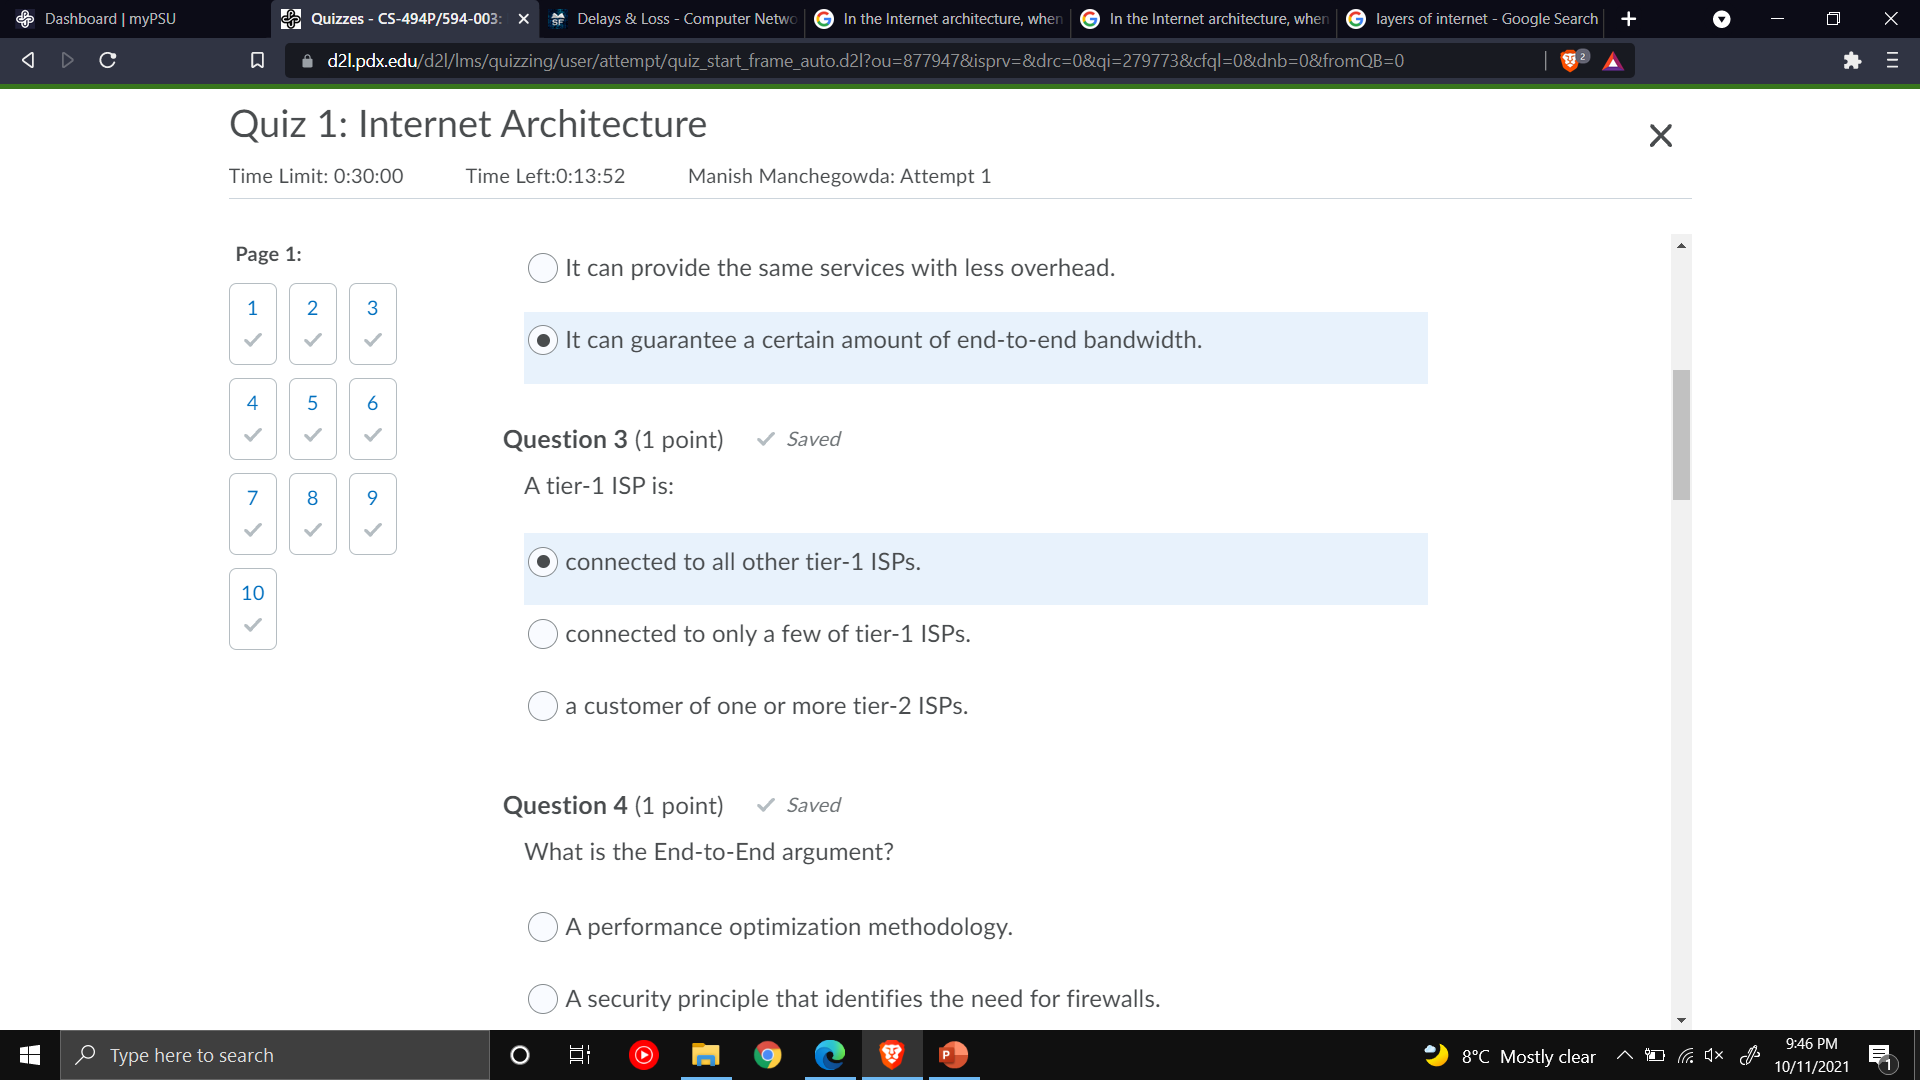 Dashboard | myPSU
Quizzes - CS-494P/594-003:
Delays & Loss - Computer Netwo
In the Internet architecture, when
In the Internet architecture, when
layers of internet - Google Search
d2l.pdx.edu/d2l/lms/quizzing/user/attempt/quiz_start_frame_auto.d2l?ou=877947&isprv=&drc=0&qi=279773&cfql=0&dnb=0&fromQB=0
2
Quiz 1: Internet Architecture
Time Limit: 0:30:00
Time Left:0:13:52
Manish Manchegowda: Attempt 1
Page 1:
1
2
3
4
5
6
7
8
9
10
It can provide the same services with less overhead.
It can guarantee a certain amount of end-to-end bandwidth.
Question 3 (1 point)
Saved
A tier-1 ISP is:
connected to all other tier-1 ISPs.
connected to only a few of tier-1 ISPs.
a customer of one or more tier-2 ISPs.
Question 4 (1 point)
Saved
What is the End-to-End argument?
A performance optimization methodology.
A security principle that identifies the need for firewalls.
Type here to search
8°C Mostly clear
9:46 PM
10/11/2021
1